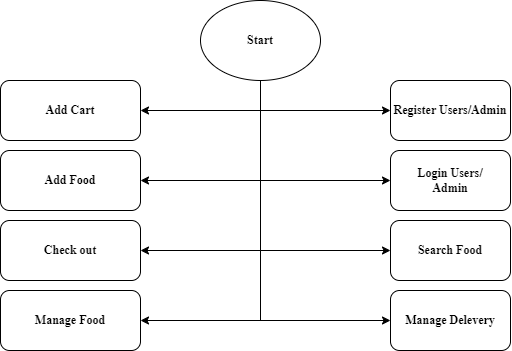 Start
Add Cart
Register Users/Admin
Add Food
Login Users/
Admin
Check out
Search Food
Manage Food
Manage Delevery